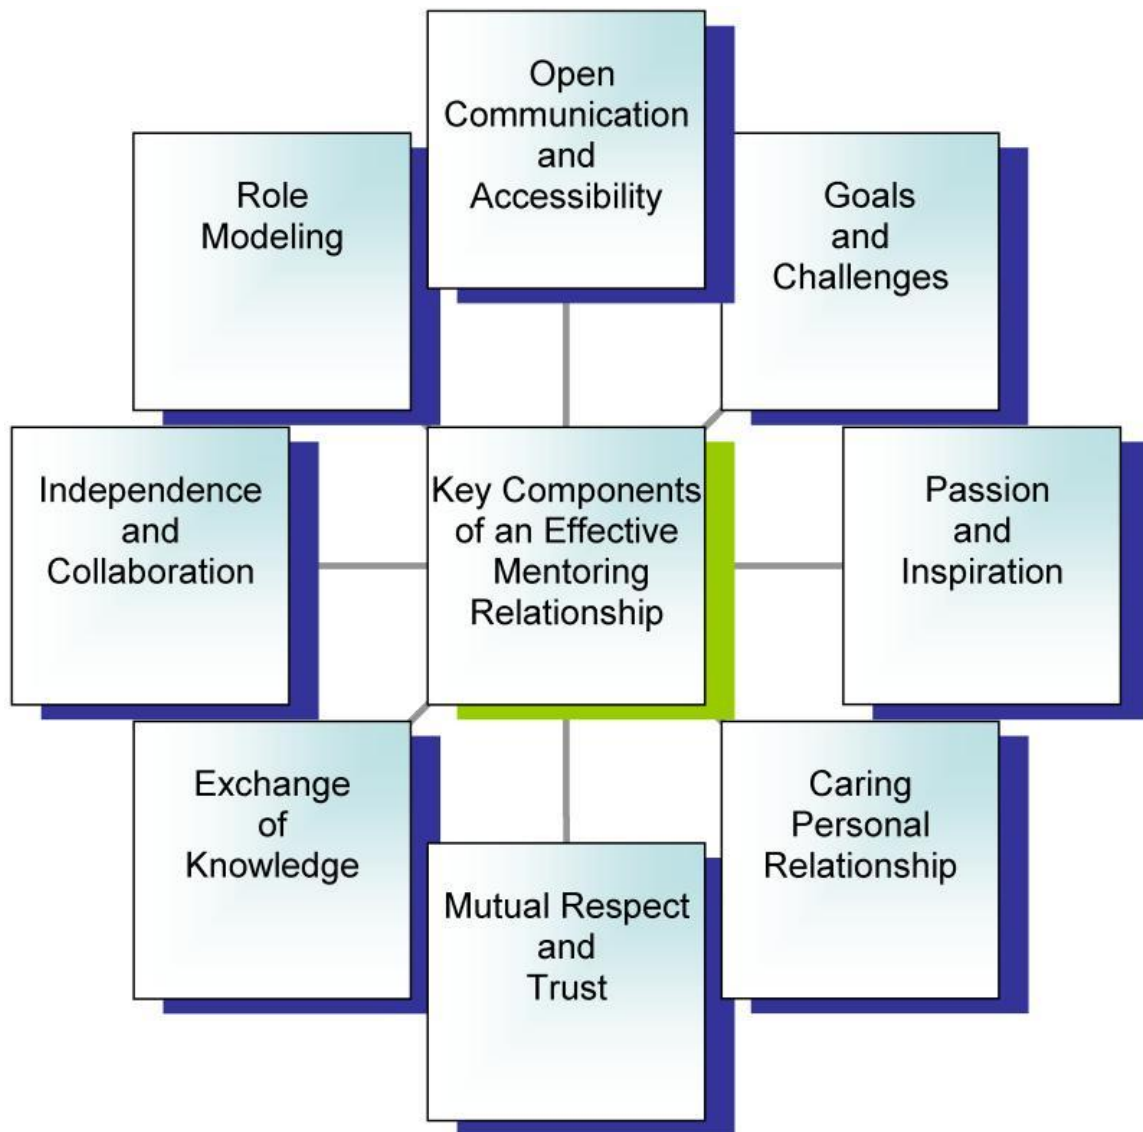 Open
Communication
and
Accessibility
Role
Modeling
Goals
and
Challenges
Independence
and
Collaboration
Key Components
of an Effective
Mentoring
Relationship
Passion
and
Inspiration
Exchange
of
Knowledge
Caring
Personal
Relationship
Mutual Respect
and
Trust